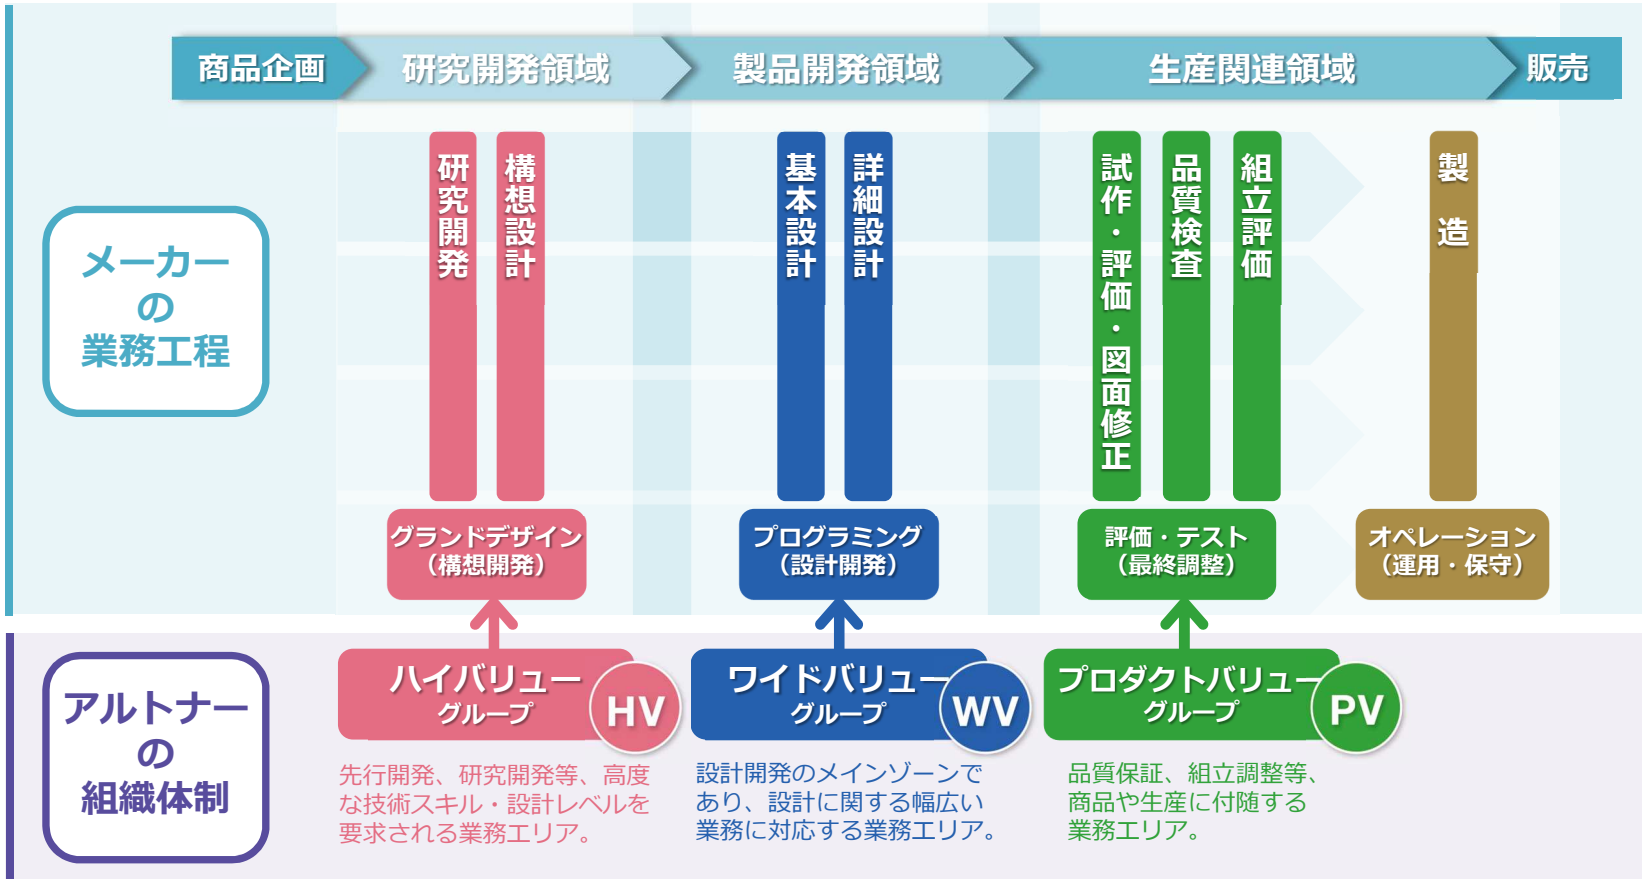 商品企画
研究開発領域
製品開発領域
生産関連領域
販売
メーカー
の
業務工程
研究開発
構想設計
基本設計
詳細設計
試作・評価・図面修正
品質検査
組立評価
製 造
グランドデザイン
(構想開発)
プログラミング
(設計開発)
評価・テスト
(最終調整)
オペレーション
(運用・保守)
アルトナー
の
組織体制
ハイバリュー
グループ
HV
ワイドバリュー
グループ
WV
プロダクトバリュー
グループ
PV
先行開発、研究開発等、高度
な技術スキル・設計レベルを
要求される業務エリア。
設計開発のメインゾーンで
あり、設計に関する幅広い
業務に対応する業務エリア。
品質保証、組立調整等、
商品や生産に付随する
業務エリア。